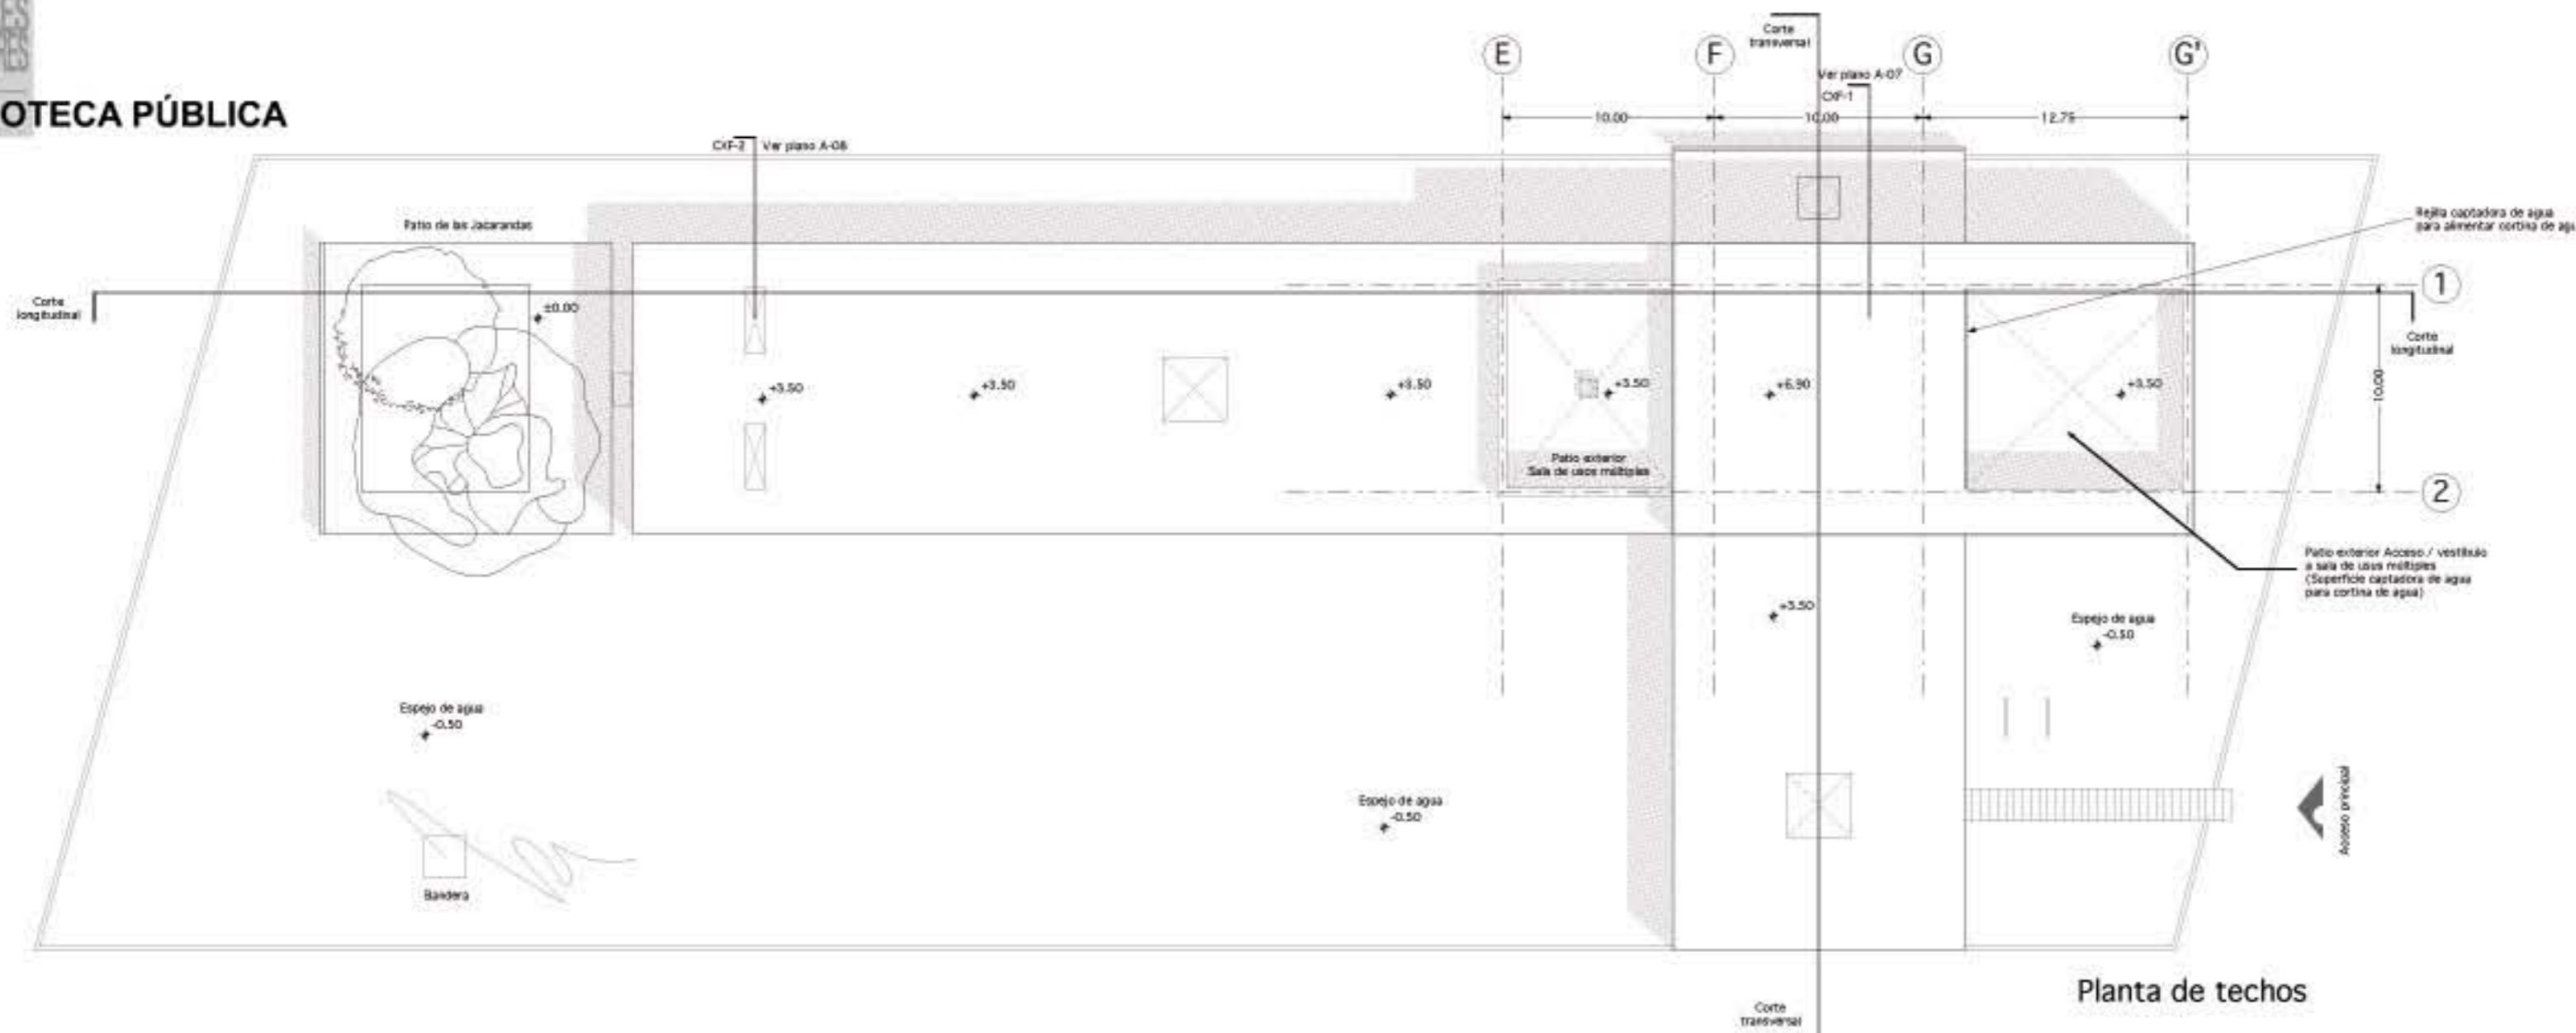 OTECA PÚBLICA
Corte
transversal
E
F
G
G'
Ver plano A-07
CXF-1
10.00
10.00
12.75
CXF-2
Ver plano A-08
Patio de las Jacarandas
Rejilla captadora de agua
para alimentar cortina de agu
1
Corte
longitudinal
±0.00
Corte
longitudinal
+3.50
+3.50
+3.50
+3.50
+6.90
+3.50
10.00
Patio exterior
Sala de usos múltiples
2
Patio exterior Acceso / vestíbulo
a sala de usos múltiples
(Superficie captadora de agua
para cortina de agua)
+3.50
Espejo de agua
-0.50
Espejo de agua
-0.50
Espejo de agua
-0.50
Acceso principal
Bandera
Planta de techos
Corte
transversal